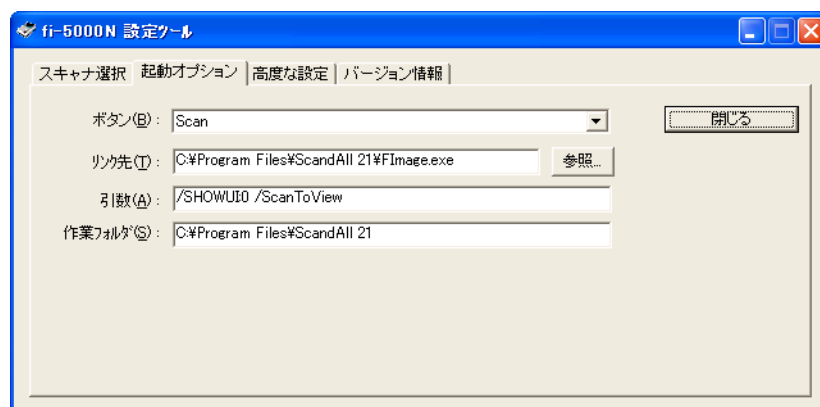 fi-5000N 設定ツール
スキャナ選択 起動オプション 高度な設定 バージョン情報
ボタン(B): Scan
閉じる
リンク先(T): C:¥Program Files¥ScandAll 21¥FImage.exe 参照...
引数(A): /SHOWUI0 /ScanToView
作業フォルダ(S): C:¥Program Files¥ScandAll 21